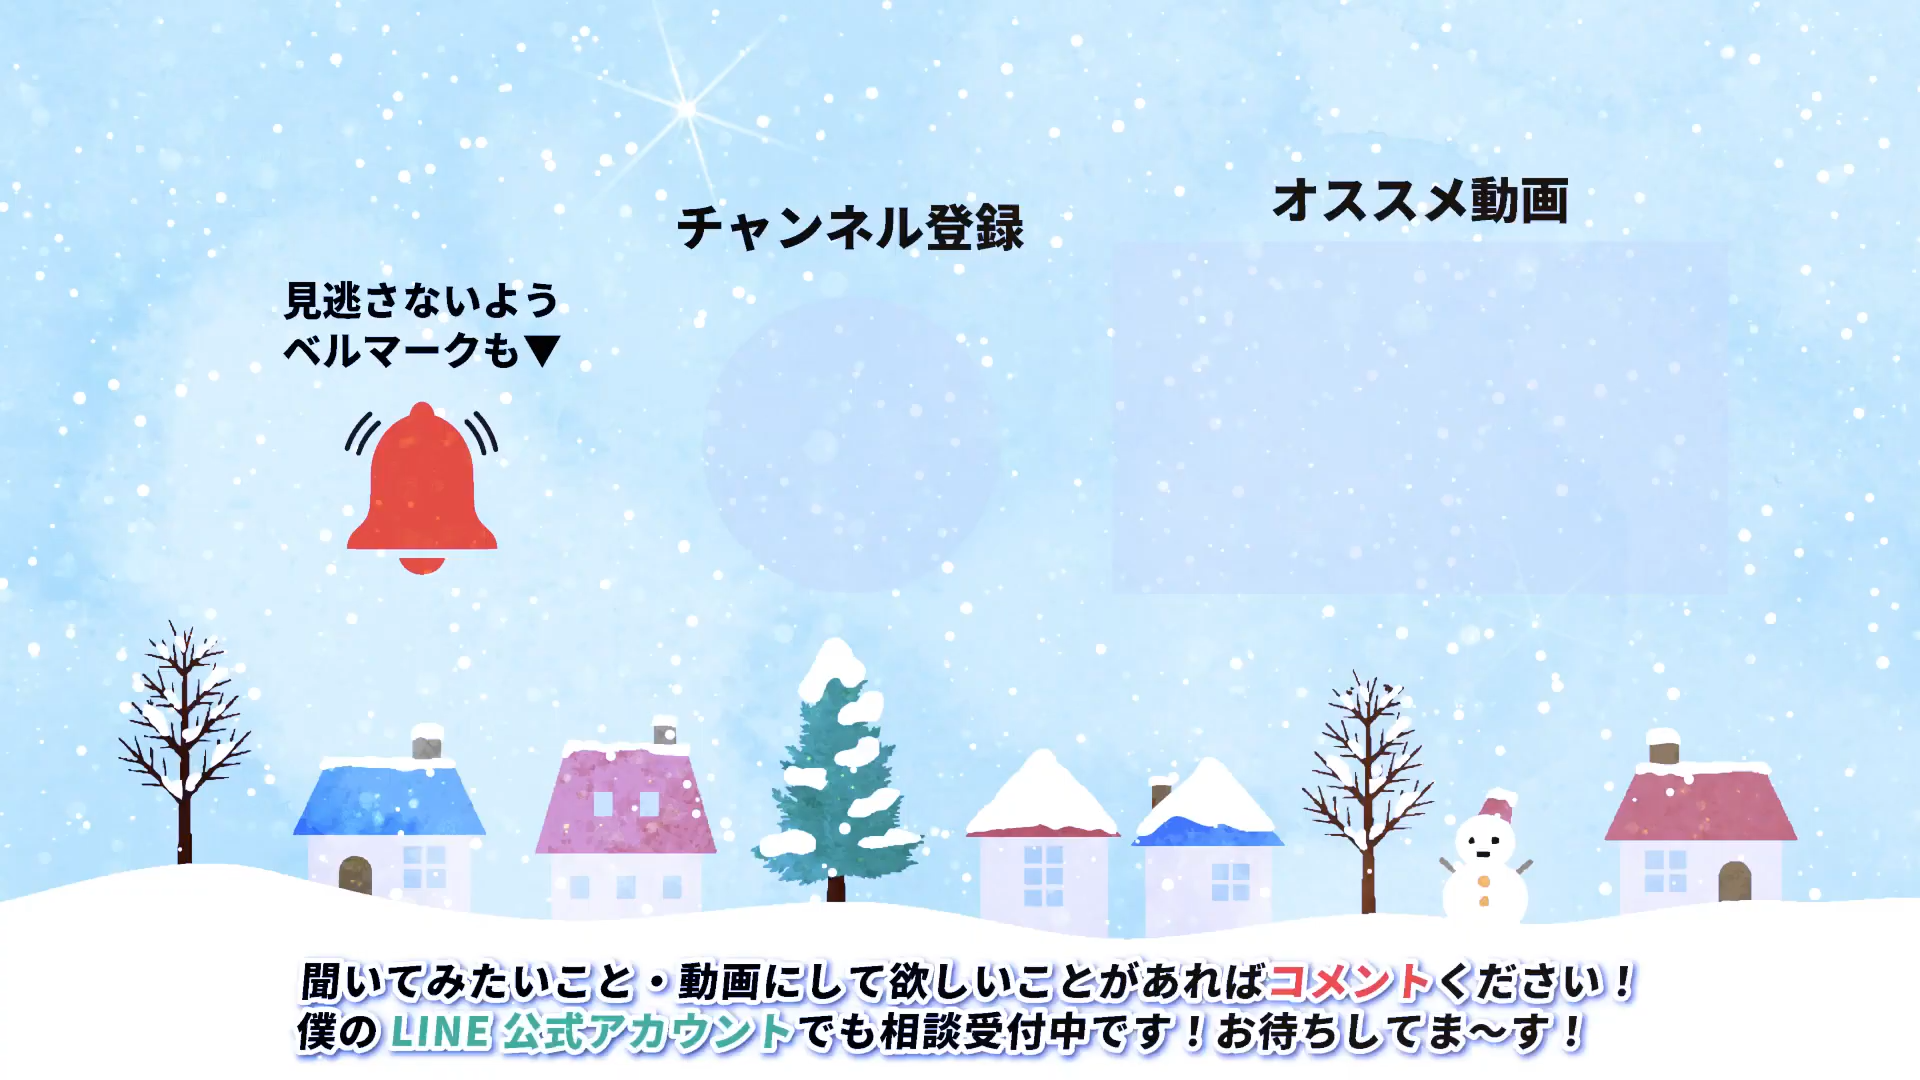 チャンネル登録
オススメ動画
見逃さないよう
ベルマークも▼
聞いてみたいこと・動画にして欲しいことがあればコメントください！
僕の LINE 公式アカウントでも相談受付中です！お待ちしてま～す！